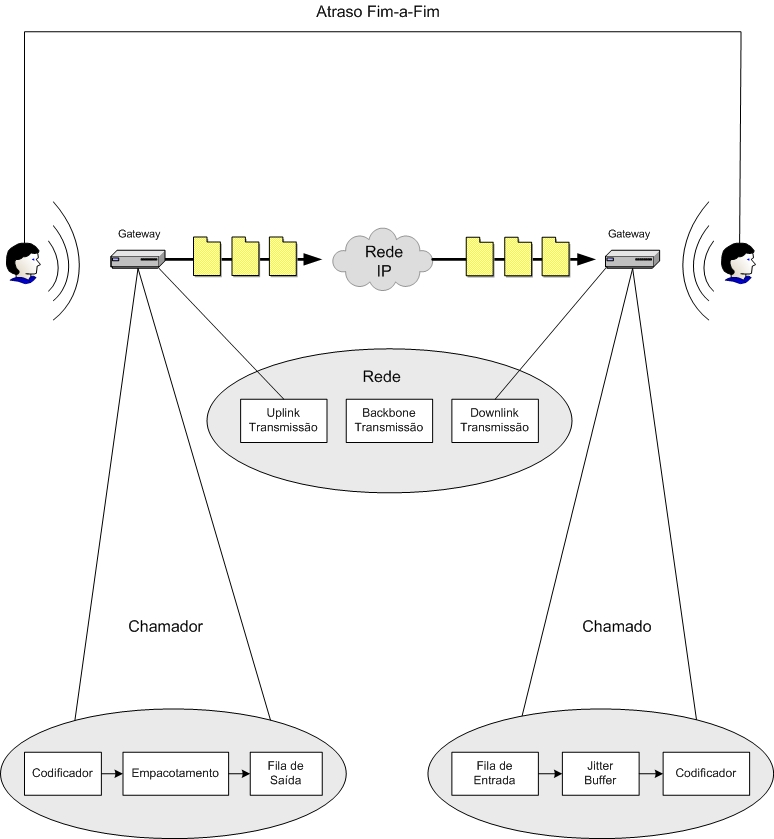 Atraso Fim-a-Fim
Gateway
Gateway
Rede
IP
Rede
Uplink
Transmissão
Backbone
Transmissão
Downlink
Transmissão
Chamador
Chamado
Codificador
Empacotamento
Fila de
Saída
Fila de
Entrada
Jitter
Buffer
Codificador